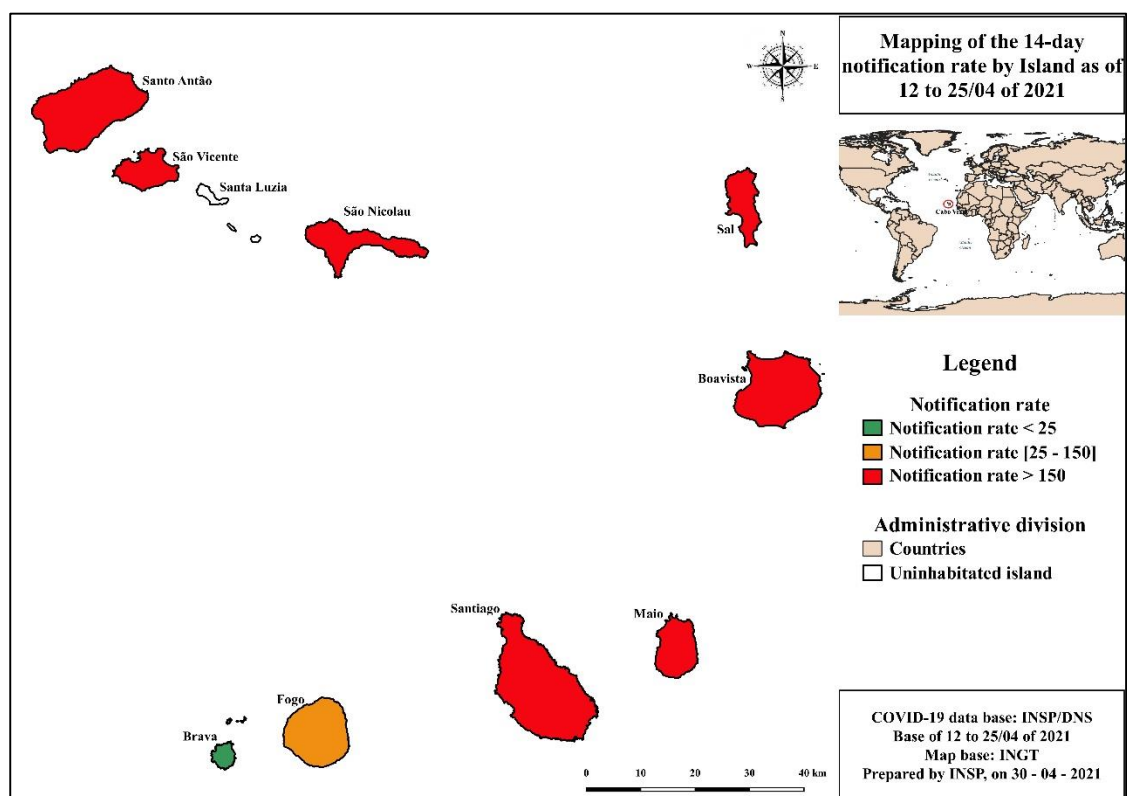 Mapping of the 14-day
notification rate by Island as of
12 to 25/04 of 2021
N
W
E
S
Santo Antão
São Vicente
Santa Luzia
São Nicolau
Sal
Boavista
Cabo Verde
Legend
Notification rate
Notification rate < 25
Notification rate [25 - 150]
Notification rate > 150
Administrative division
Countries
Uninhabitated island
Santiago
Maio
Fogo
Brava
0 10 20 30 40 km
COVID-19 data base: INSP/DNS
Base of 12 to 25/04 of 2021
Map base: INGT
Prepared by INSP, on 30 - 04 - 2021